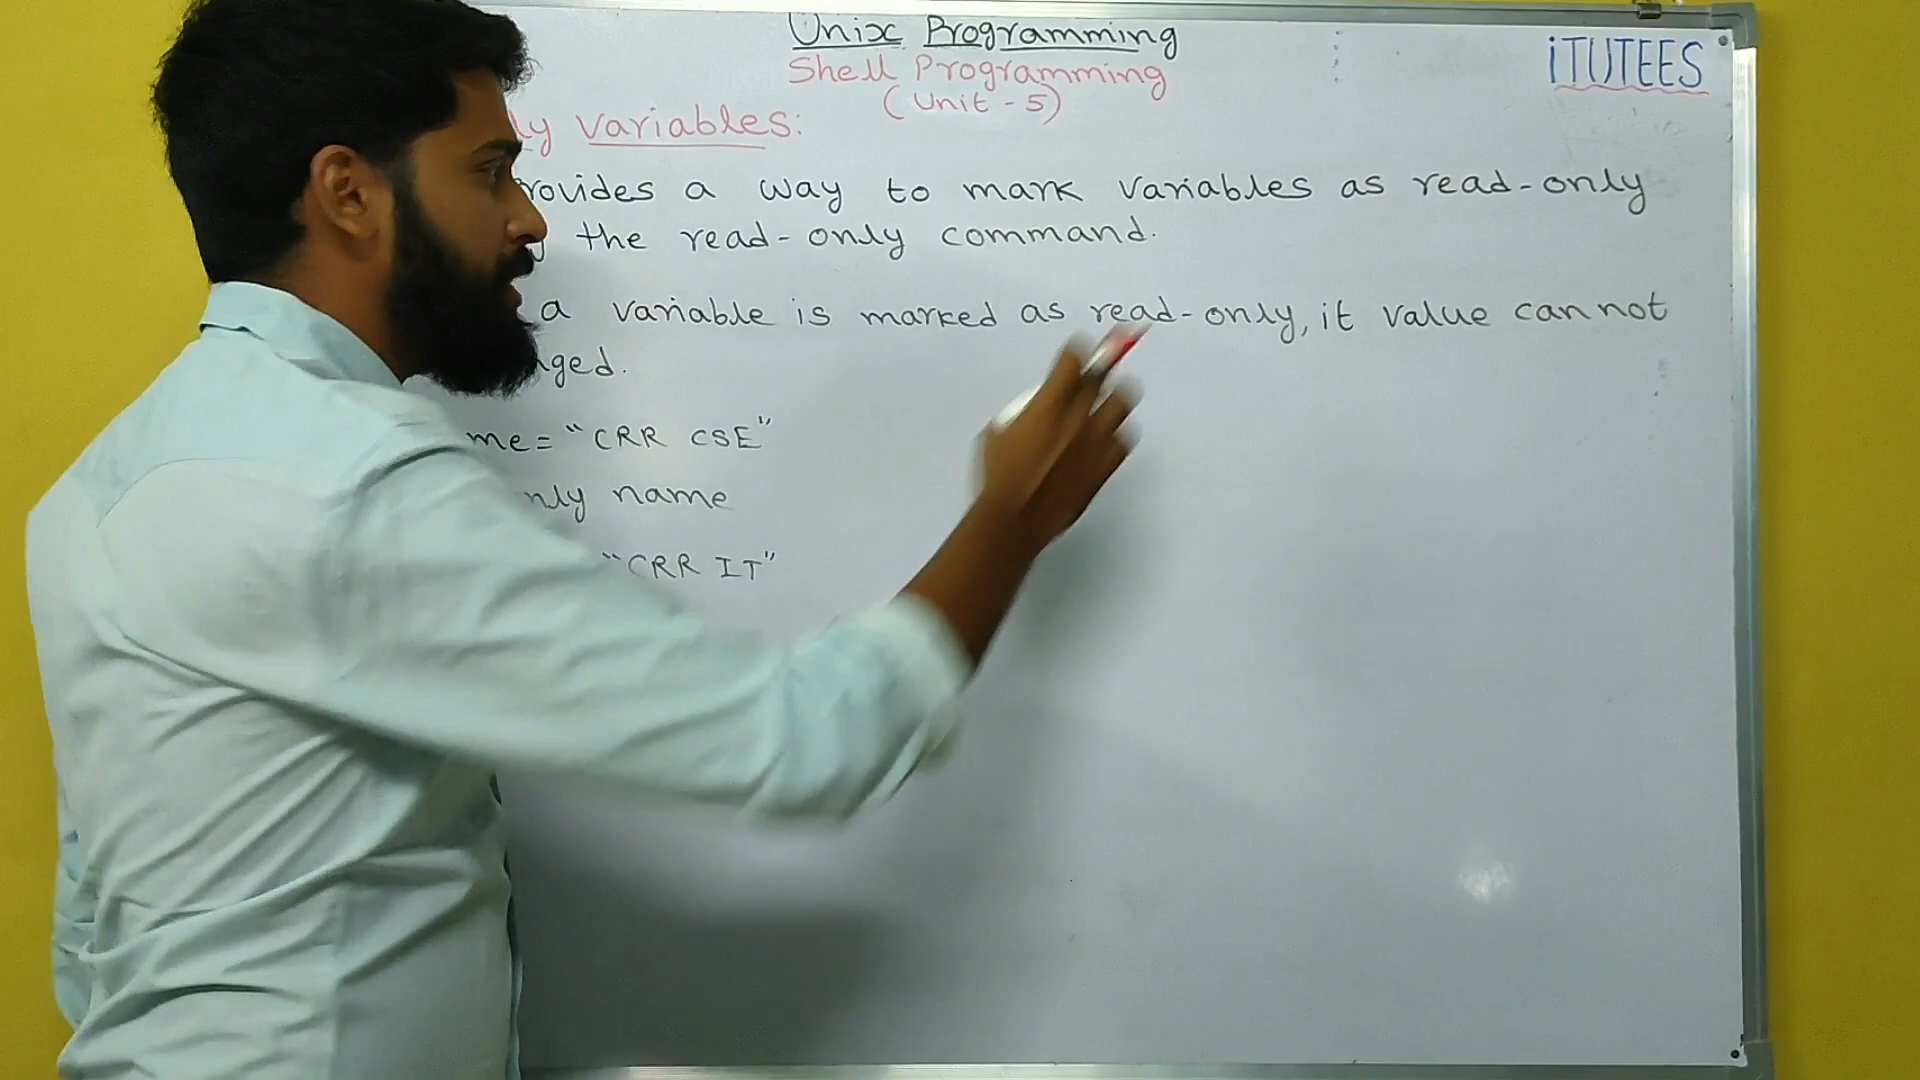 Unix Programming
iTUTEES
Shell Programming
(Unit - 5)
ly variables:
rovides a way to mark variables as read-only
the read-only command.
a variable is marked as read-only, it value can not
nged.
me= "CRR CSE"
nly name
"CRR IT"